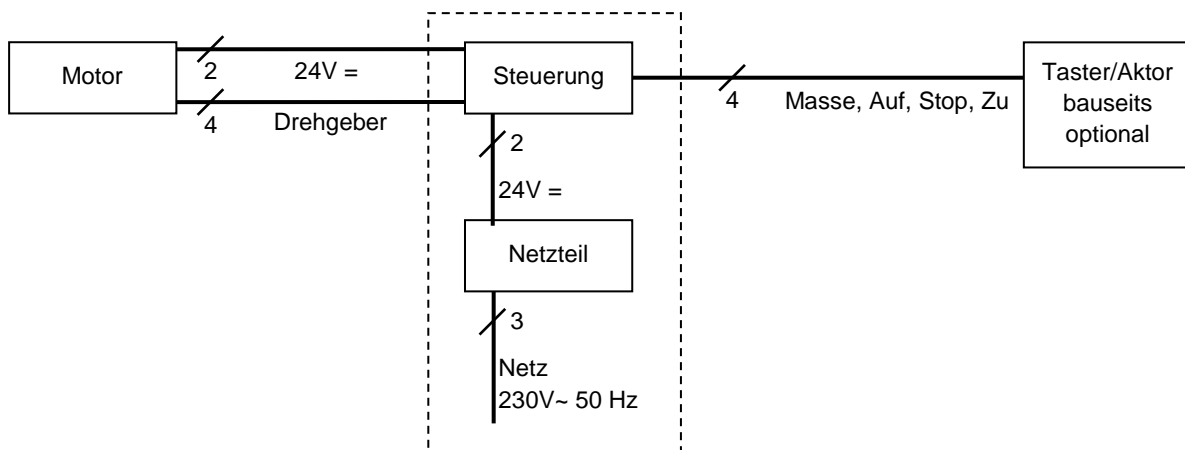 Motor
2
24V =
4
Drehgeber
Steuerung
4
Masse, Auf, Stop, Zu
Taster/Aktor
bauseits
optional
2
24V =
Netzteil
3
Netz
230V~ 50 Hz